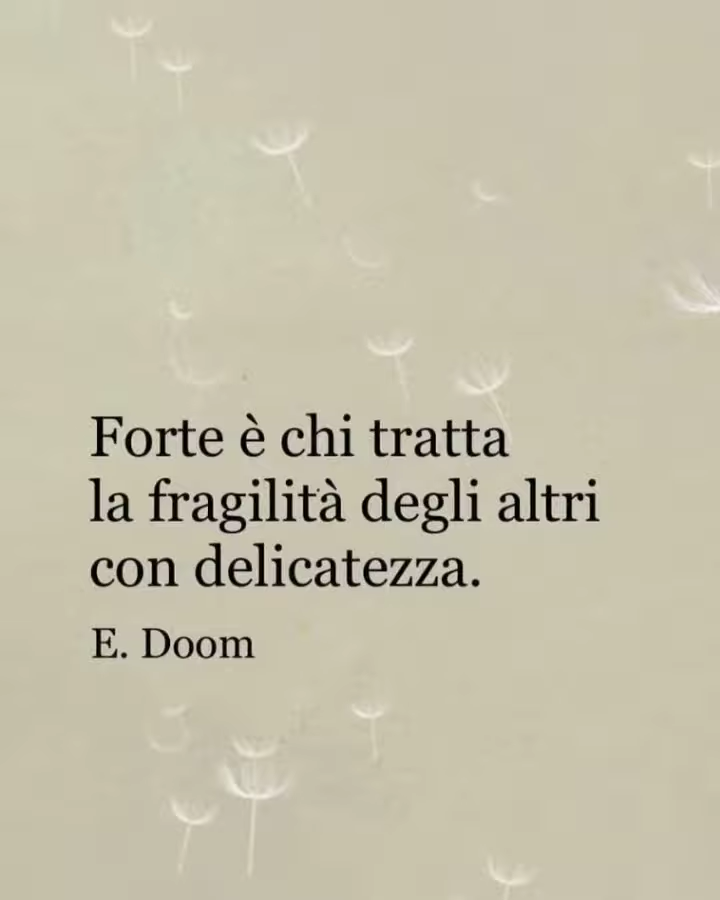 Forte è chi tratta
la fragilità degli altri
con delicatezza.
E. Doom